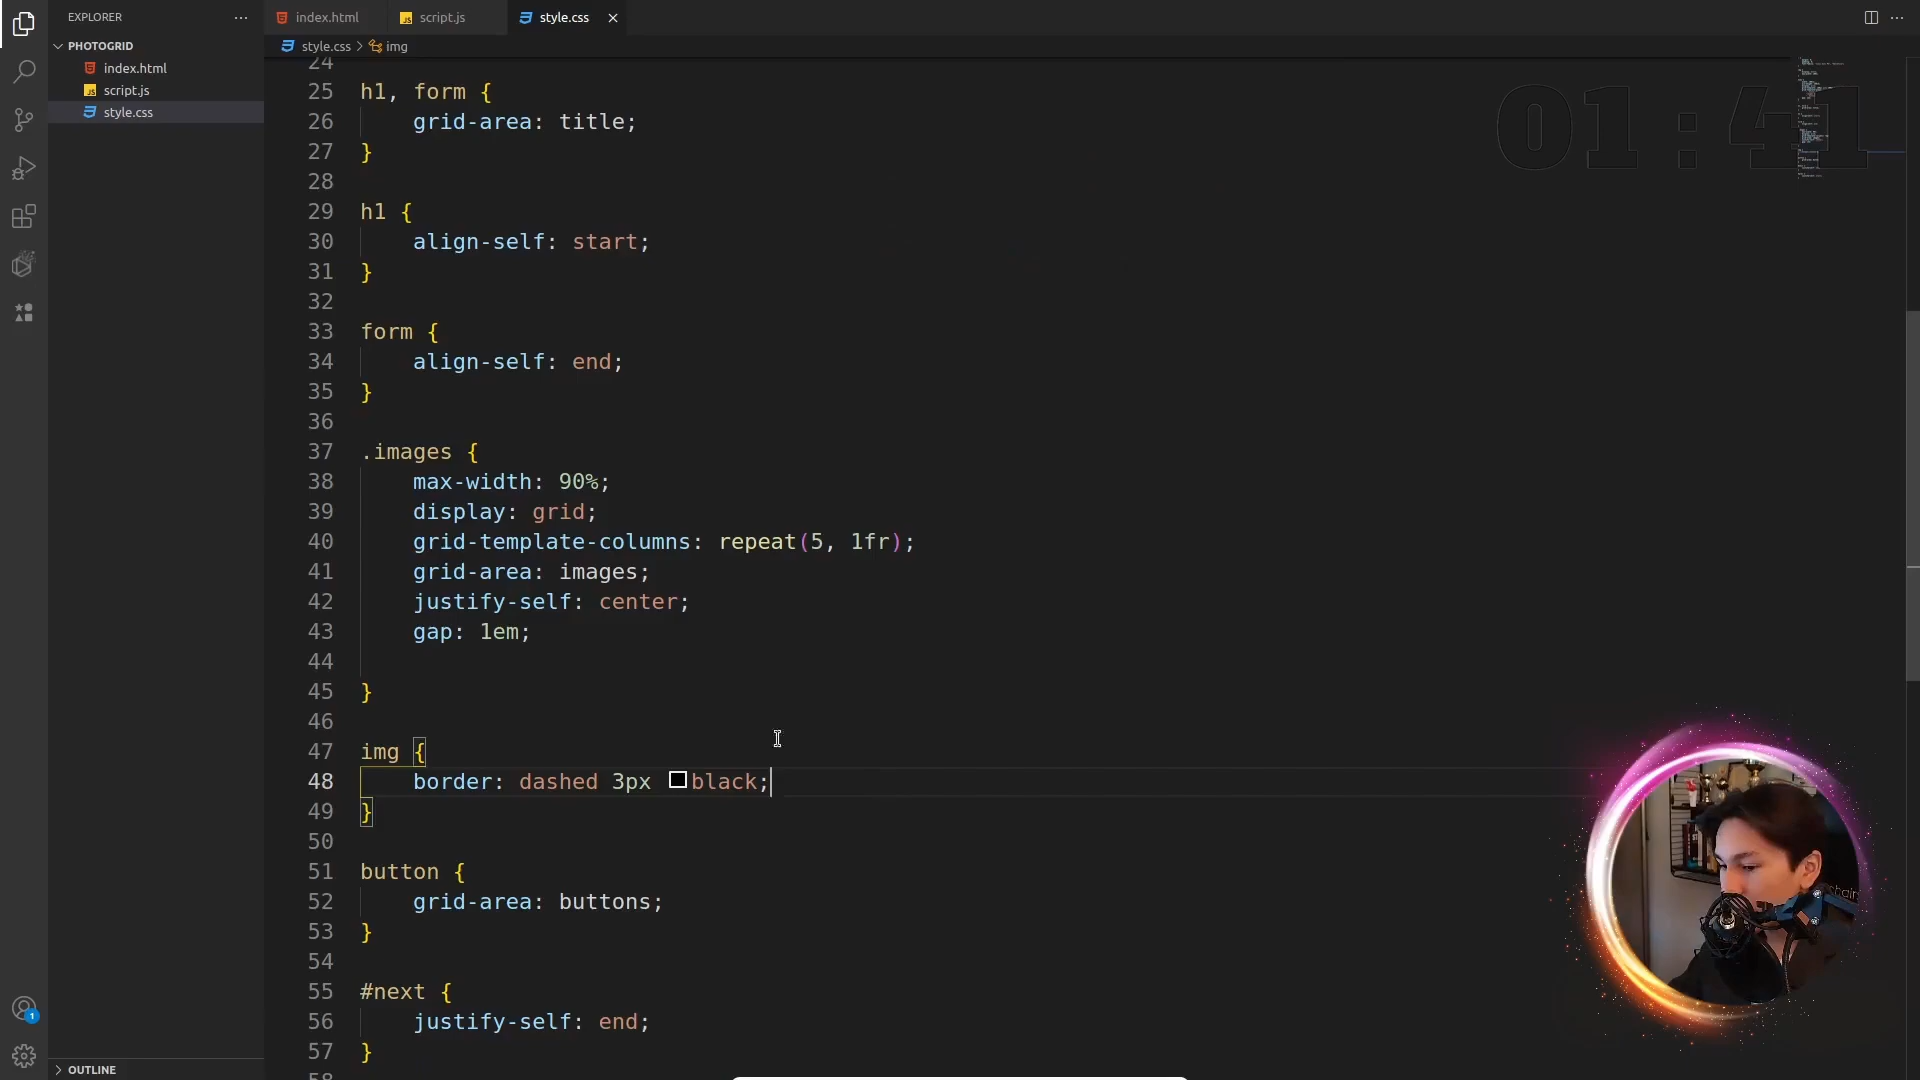 EXPLORER
PHOTOGRID
index.html
script.js
style.css
OUTLINE
1
index.html
script.js
style.css
style.css > img
01:41
24
25 h1, form {
26 grid-area: title;
27 }
28
29 h1 {
30 align-self: start;
31 }
32
33 form {
34 align-self: end;
35 }
36
37 .images {
38 max-width: 90%;
39 display: grid;
40 grid-template-columns: repeat(5, 1fr);
41 grid-area: images;
42 justify-self: center;
43 gap: 1em;
44
45 }
46
47 img {
48 border: dashed 3px black;
49 }
50
51 button {
52 grid-area: buttons;
53 }
54
55 #next {
56 justify-self: end;
57 }
58